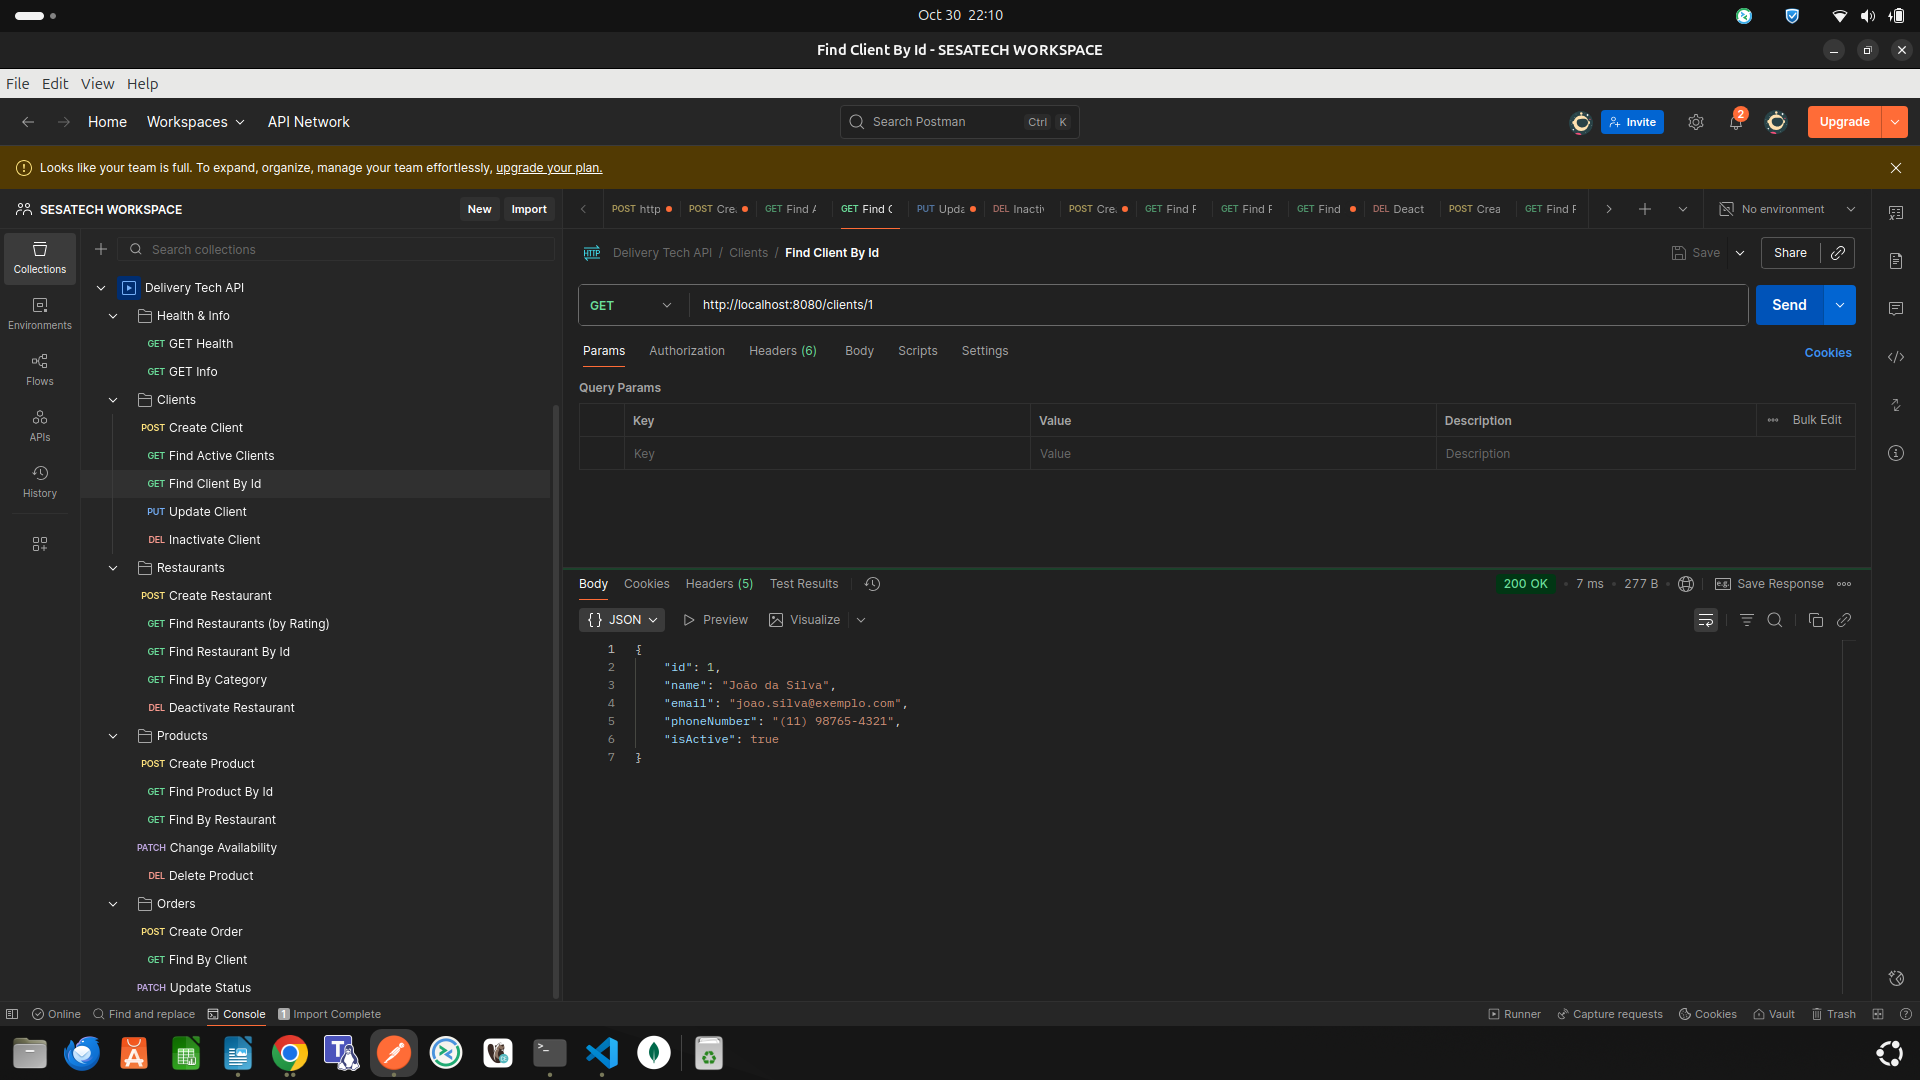 Oct 30 22:10
Find Client By Id - SESATECH WORKSPACE
File Edit View Help
Home Workspaces API Network
Search Postman Ctrl K
Invite
2
Upgrade
Looks like your team is full. To expand, organize, manage your team effortlessly, upgrade your plan.
SESATECH WORKSPACE New Import
POST http POST Cre GET Find A GET Find C PUT Upda DEL Inactiv POST Cre GET Find F GET Find F GET Find DEL Deact POST Crea GET Find F
No environment
Collections
Environments
Flows
APIs
History
Search collections
Delivery Tech API
Health & Info
GET GET Health
GET GET Info
Clients
POST Create Client
GET Find Active Clients
GET Find Client By Id
PUT Update Client
DEL Inactivate Client
Restaurants
POST Create Restaurant
GET Find Restaurants (by Rating)
GET Find Restaurant By Id
GET Find By Category
DEL Deactivate Restaurant
Products
POST Create Product
GET Find Product By Id
GET Find By Restaurant
PATCH Change Availability
DEL Delete Product
Orders
POST Create Order
GET Find By Client
PATCH Update Status
HTTP Delivery Tech API / Clients / Find Client By Id
Save Share
GET http://localhost:8080/clients/1 Send
Params Authorization Headers (6) Body Scripts Settings Cookies
Query Params
Key Value Description Bulk Edit
Key Value Description
Body Cookies Headers (5) Test Results
200 OK 7 ms 277 B e.g. Save Response
{} JSON Preview Visualize
1 {
2 "id": 1,
3 "name": "João da Silva",
4 "email": "joao.silva@exemplo.com",
5 "phoneNumber": "(11) 98765-4321",
6 "isActive": true
7 }
Online Find and replace Console 1 Import Complete
Runner Capture requests Cookies Vault Trash